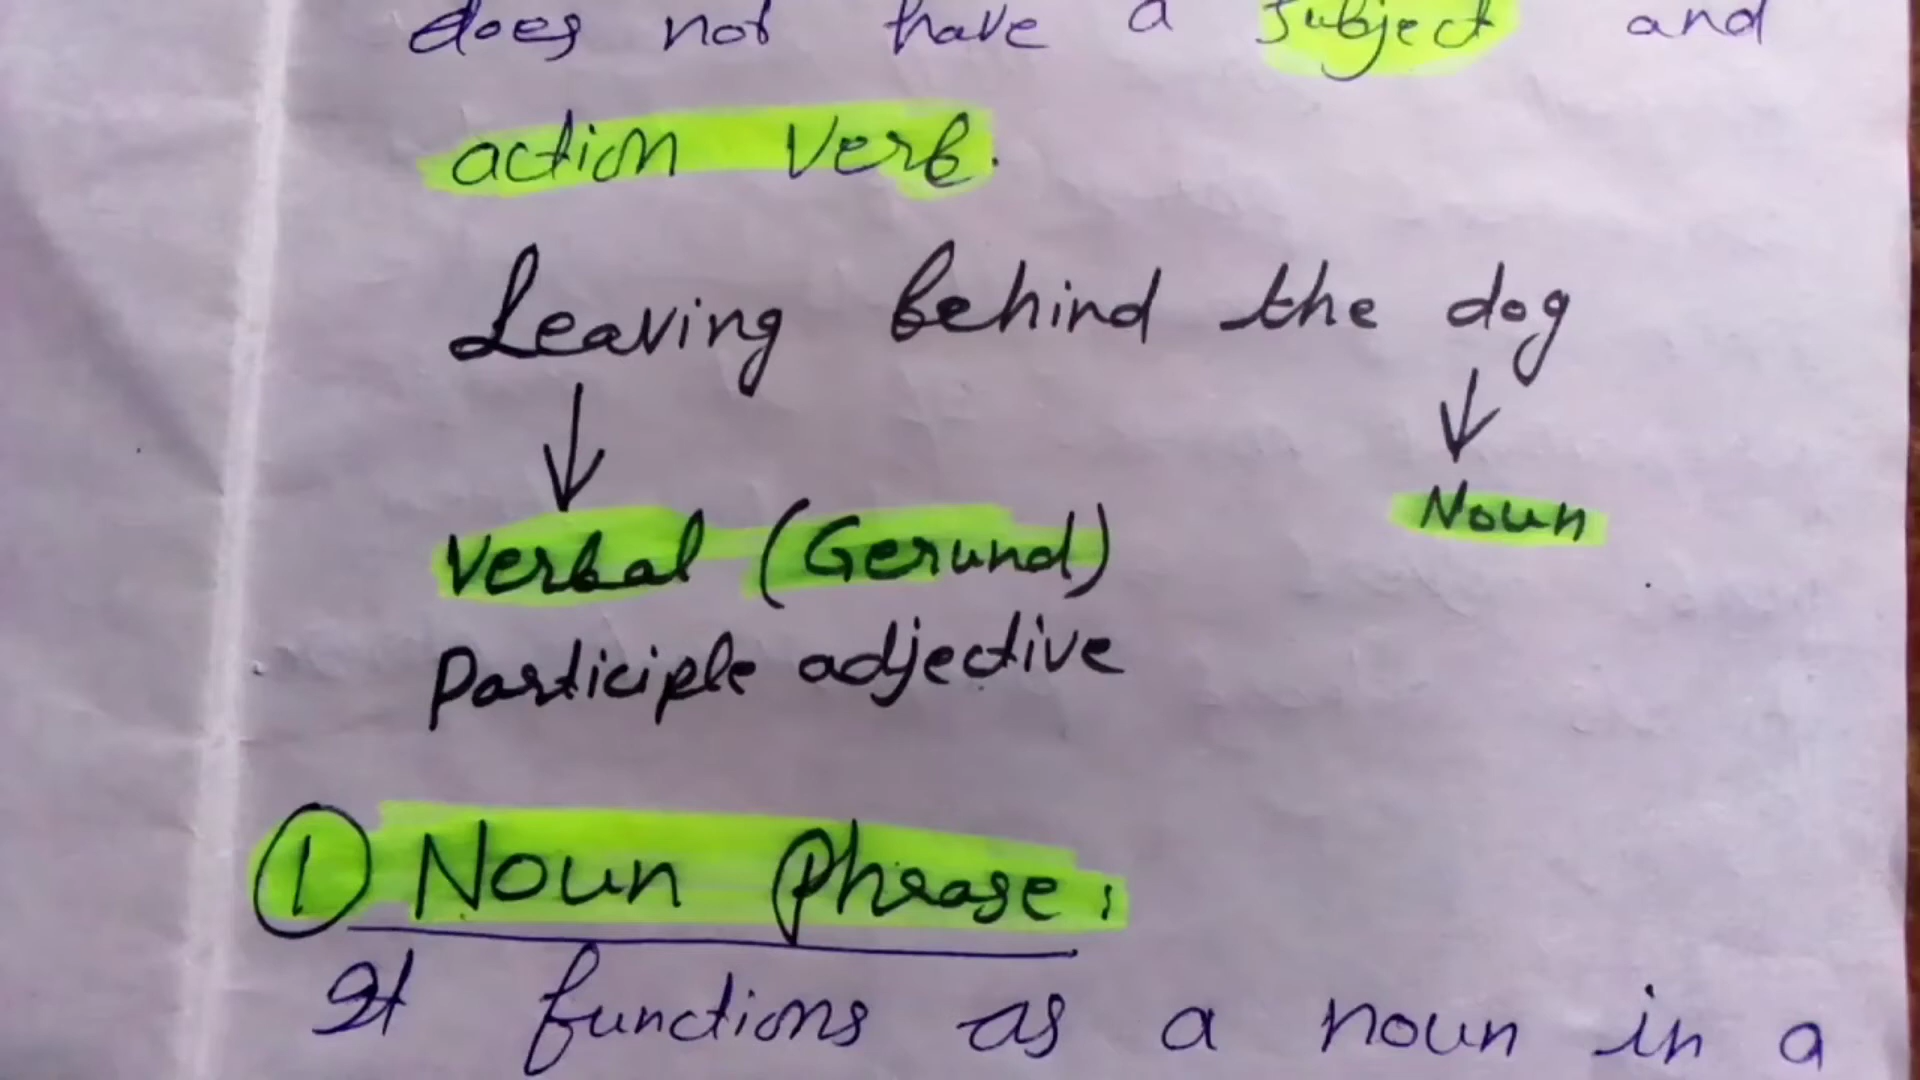 does not have a subject and
action verb.
Leaving behind the dog
Noun
Verbal (Gerund)
Participle adjective
① Noun Phrase:
It functions as a noun in a